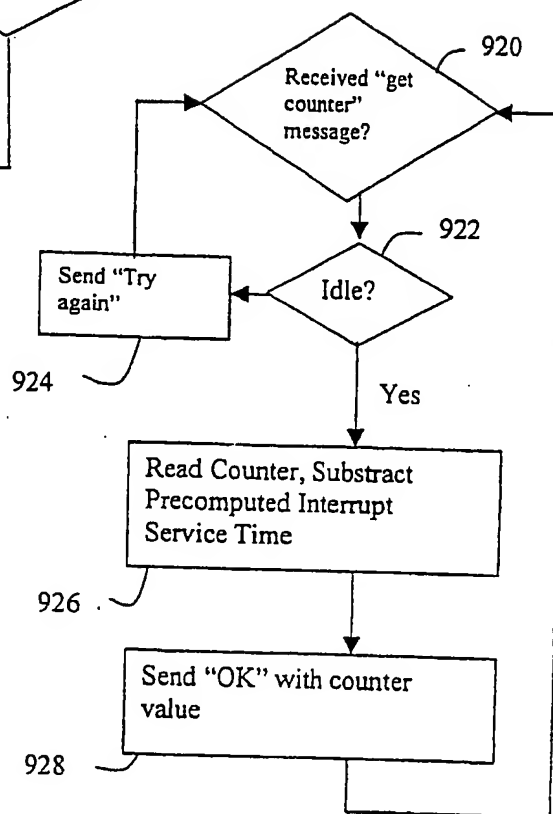 920
Received “get
counter”
message?
922
Idle?
Send “Try
again”
924
Yes
Read Counter, Substract
Precomputed Interrupt
Service Time
926
Send “OK” with counter
value
928